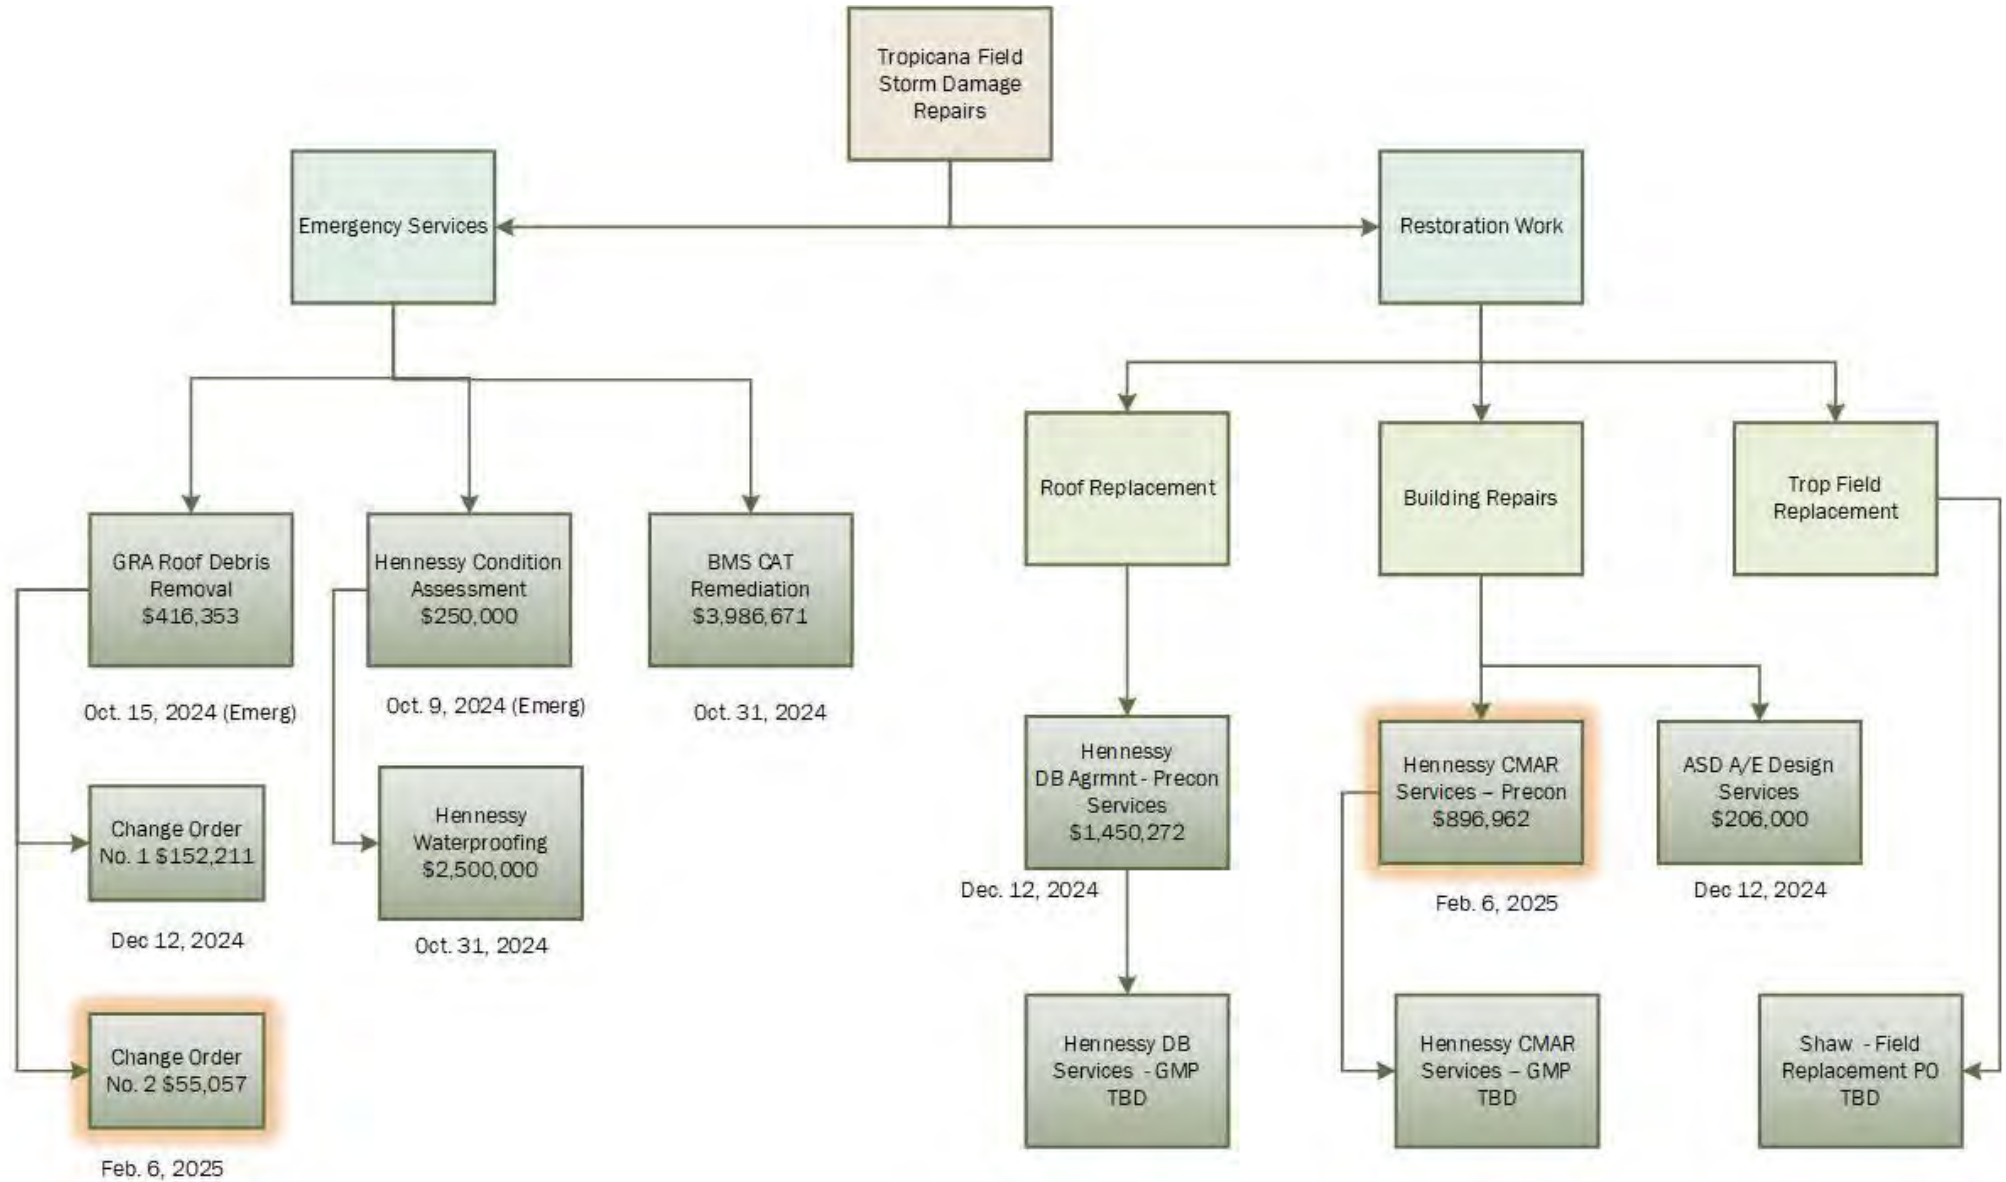 Tropicana Field
Storm Damage
Repairs
Emergency Services
Restoration Work
GRA Roof Debris
Removal
$416,353
Oct. 15, 2024 (Emerg)
Change Order
No. 1 $152,211
Dec 12, 2024
Change Order
No. 2 $55,057
Feb. 6, 2025
Hennessy Condition
Assessment
$250,000
Oct. 9, 2024 (Emerg)
Hennessy
Waterproofing
$2,500,000
Oct. 31, 2024
BMS CAT
Remediation
$3,986,671
Oct. 31, 2024
Roof Replacement
Hennessy
DB Agrmnt - Precon
Services
$1,450,272
Dec. 12, 2024
Hennessy DB
Services - GMP
TBD
Building Repairs
Hennessy CMAR
Services – Precon
$896,962
Feb. 6, 2025
Hennessy CMAR
Services – GMP
TBD
ASD A/E Design
Services
$206,000
Dec 12, 2024
Trop Field
Replacement
Shaw - Field
Replacement PO
TBD